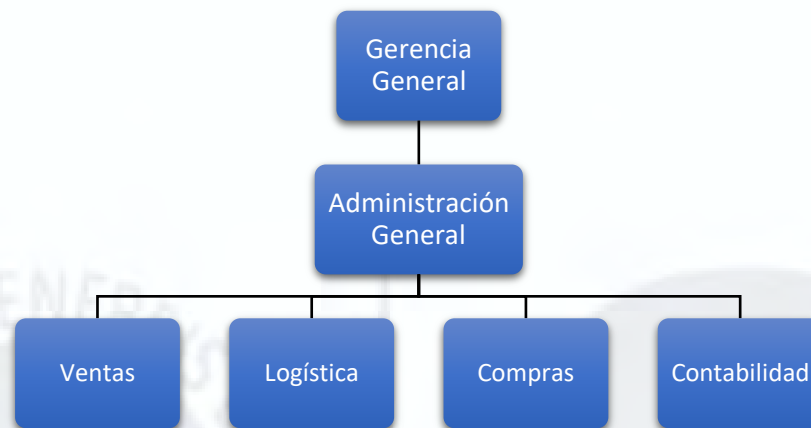 Gerencia
General
Administración
General
Ventas
Logística
Compras
Contabilidad